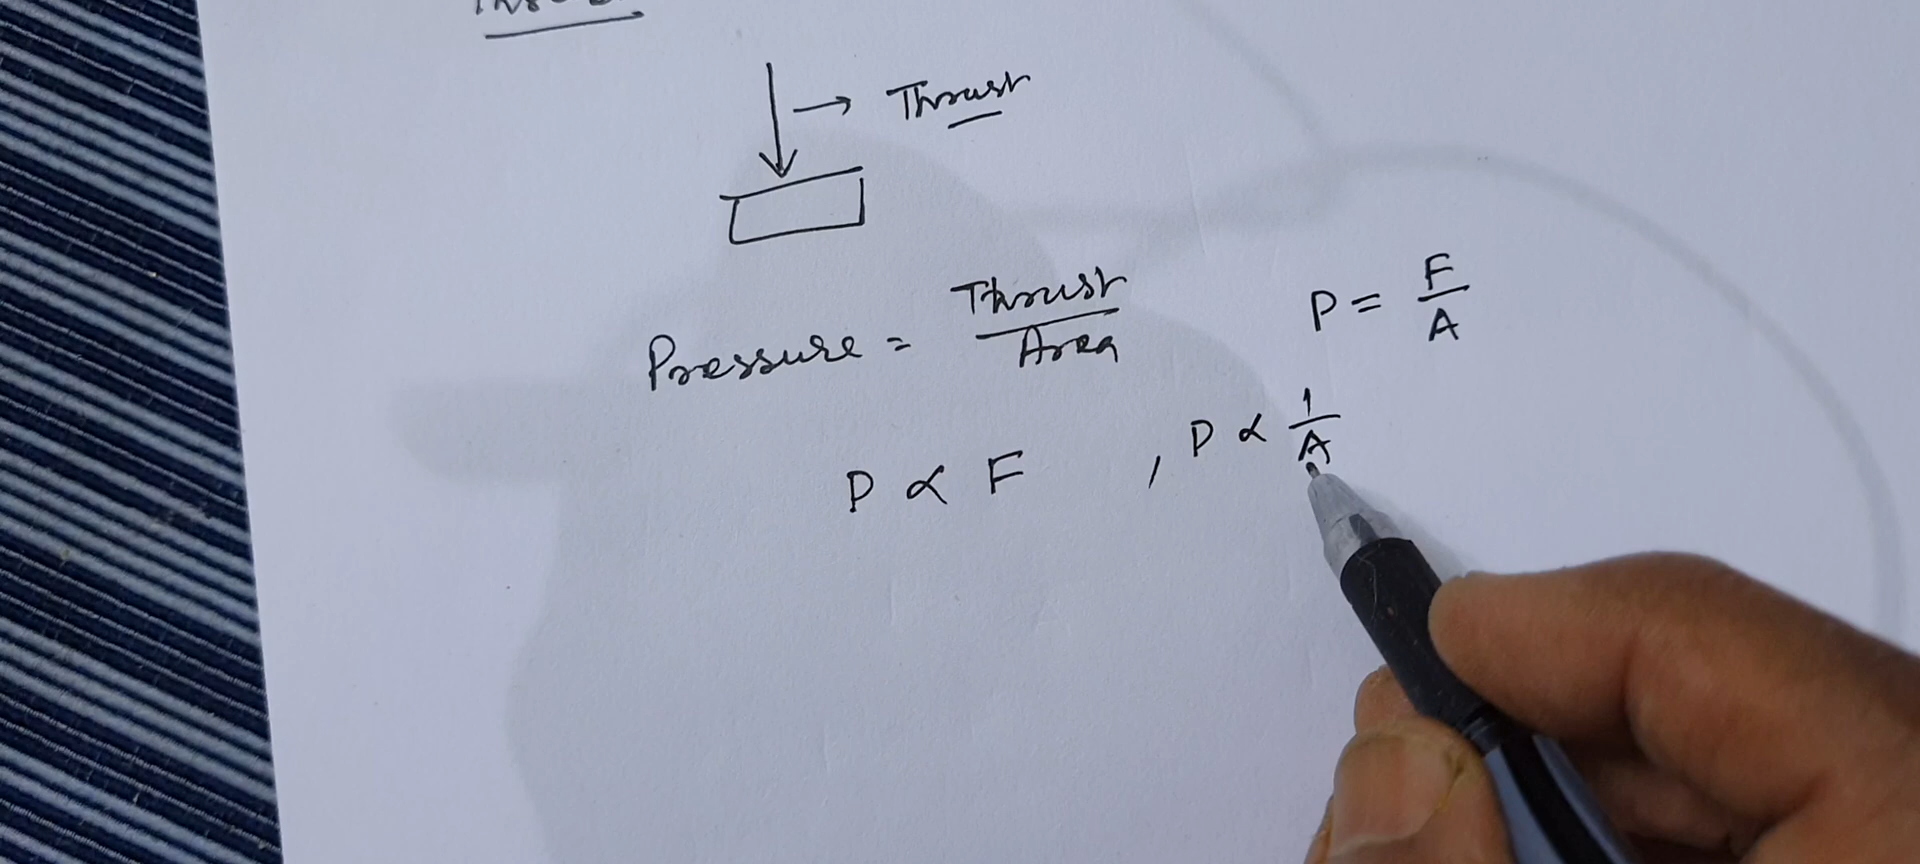 → Thrust
Pressure = Thrust/Area
P = F/A
P ∝ F , P ∝ 1/A